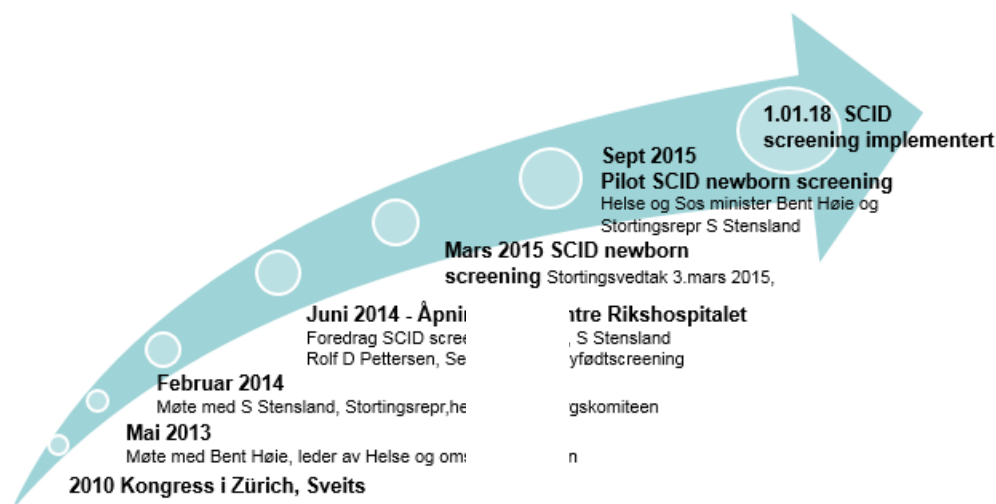 1.01.18 SCID
screening implementert
Sept 2015
Pilot SCID newborn screening
Helse og Sos minister Bent Høie og
Stortingsrepr S Stensland
Mars 2015 SCID newborn
screening Stortingsvedtak 3.mars 2015,
Juni 2014 - Åpni ntre Rikshospitalet
Foredrag SCID scree , S Stensland
Rolf D Pettersen, Se yfødtscreening
Februar 2014
Møte med S Stensland, Stortingsrepr,he gskomiteen
Mai 2013
Møte med Bent Høie, leder av Helse og oms n
2010 Kongress i Zürich, Sveits